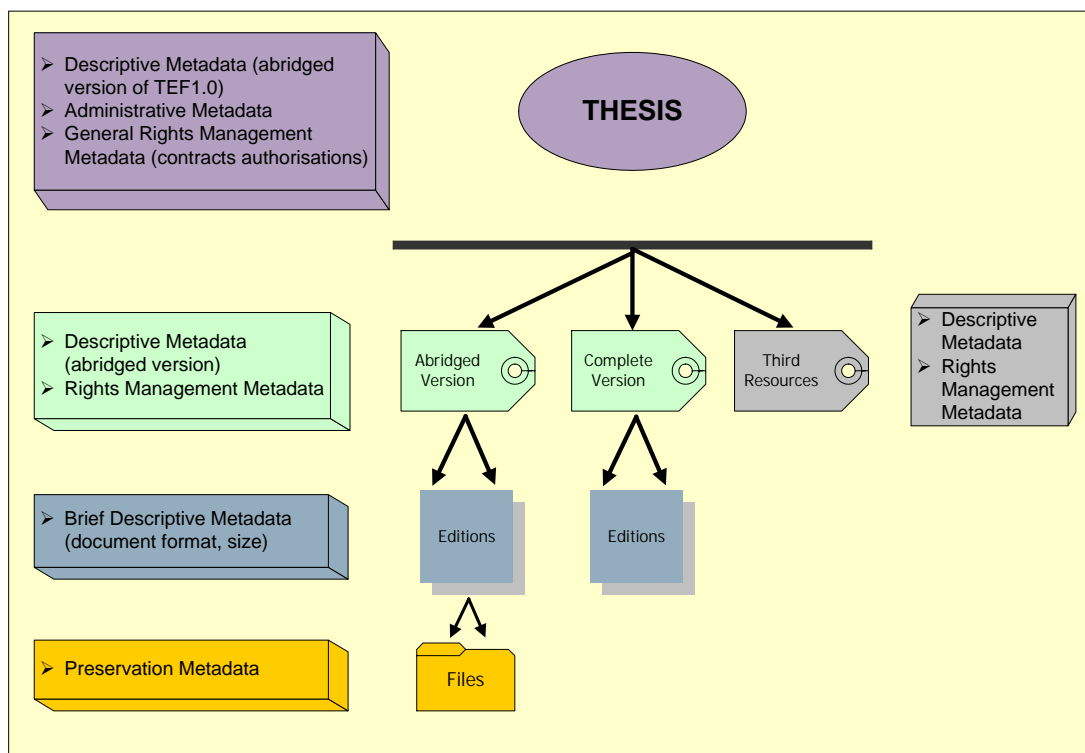 ➢ Descriptive Metadata (abridged
version of TEF1.0)
➢ Administrative Metadata
➢ General Rights Management
Metadata (contracts authorisations)
THESIS
➢ Descriptive Metadata
(abridged version)
➢ Rights Management Metadata
Abridged
Version
Complete
Version
Third
Resources
➢ Descriptive
Metadata
➢ Rights
Management
Metadata
➢ Brief Descriptive Metadata
(document format, size)
Editions
Editions
➢ Preservation Metadata
Files